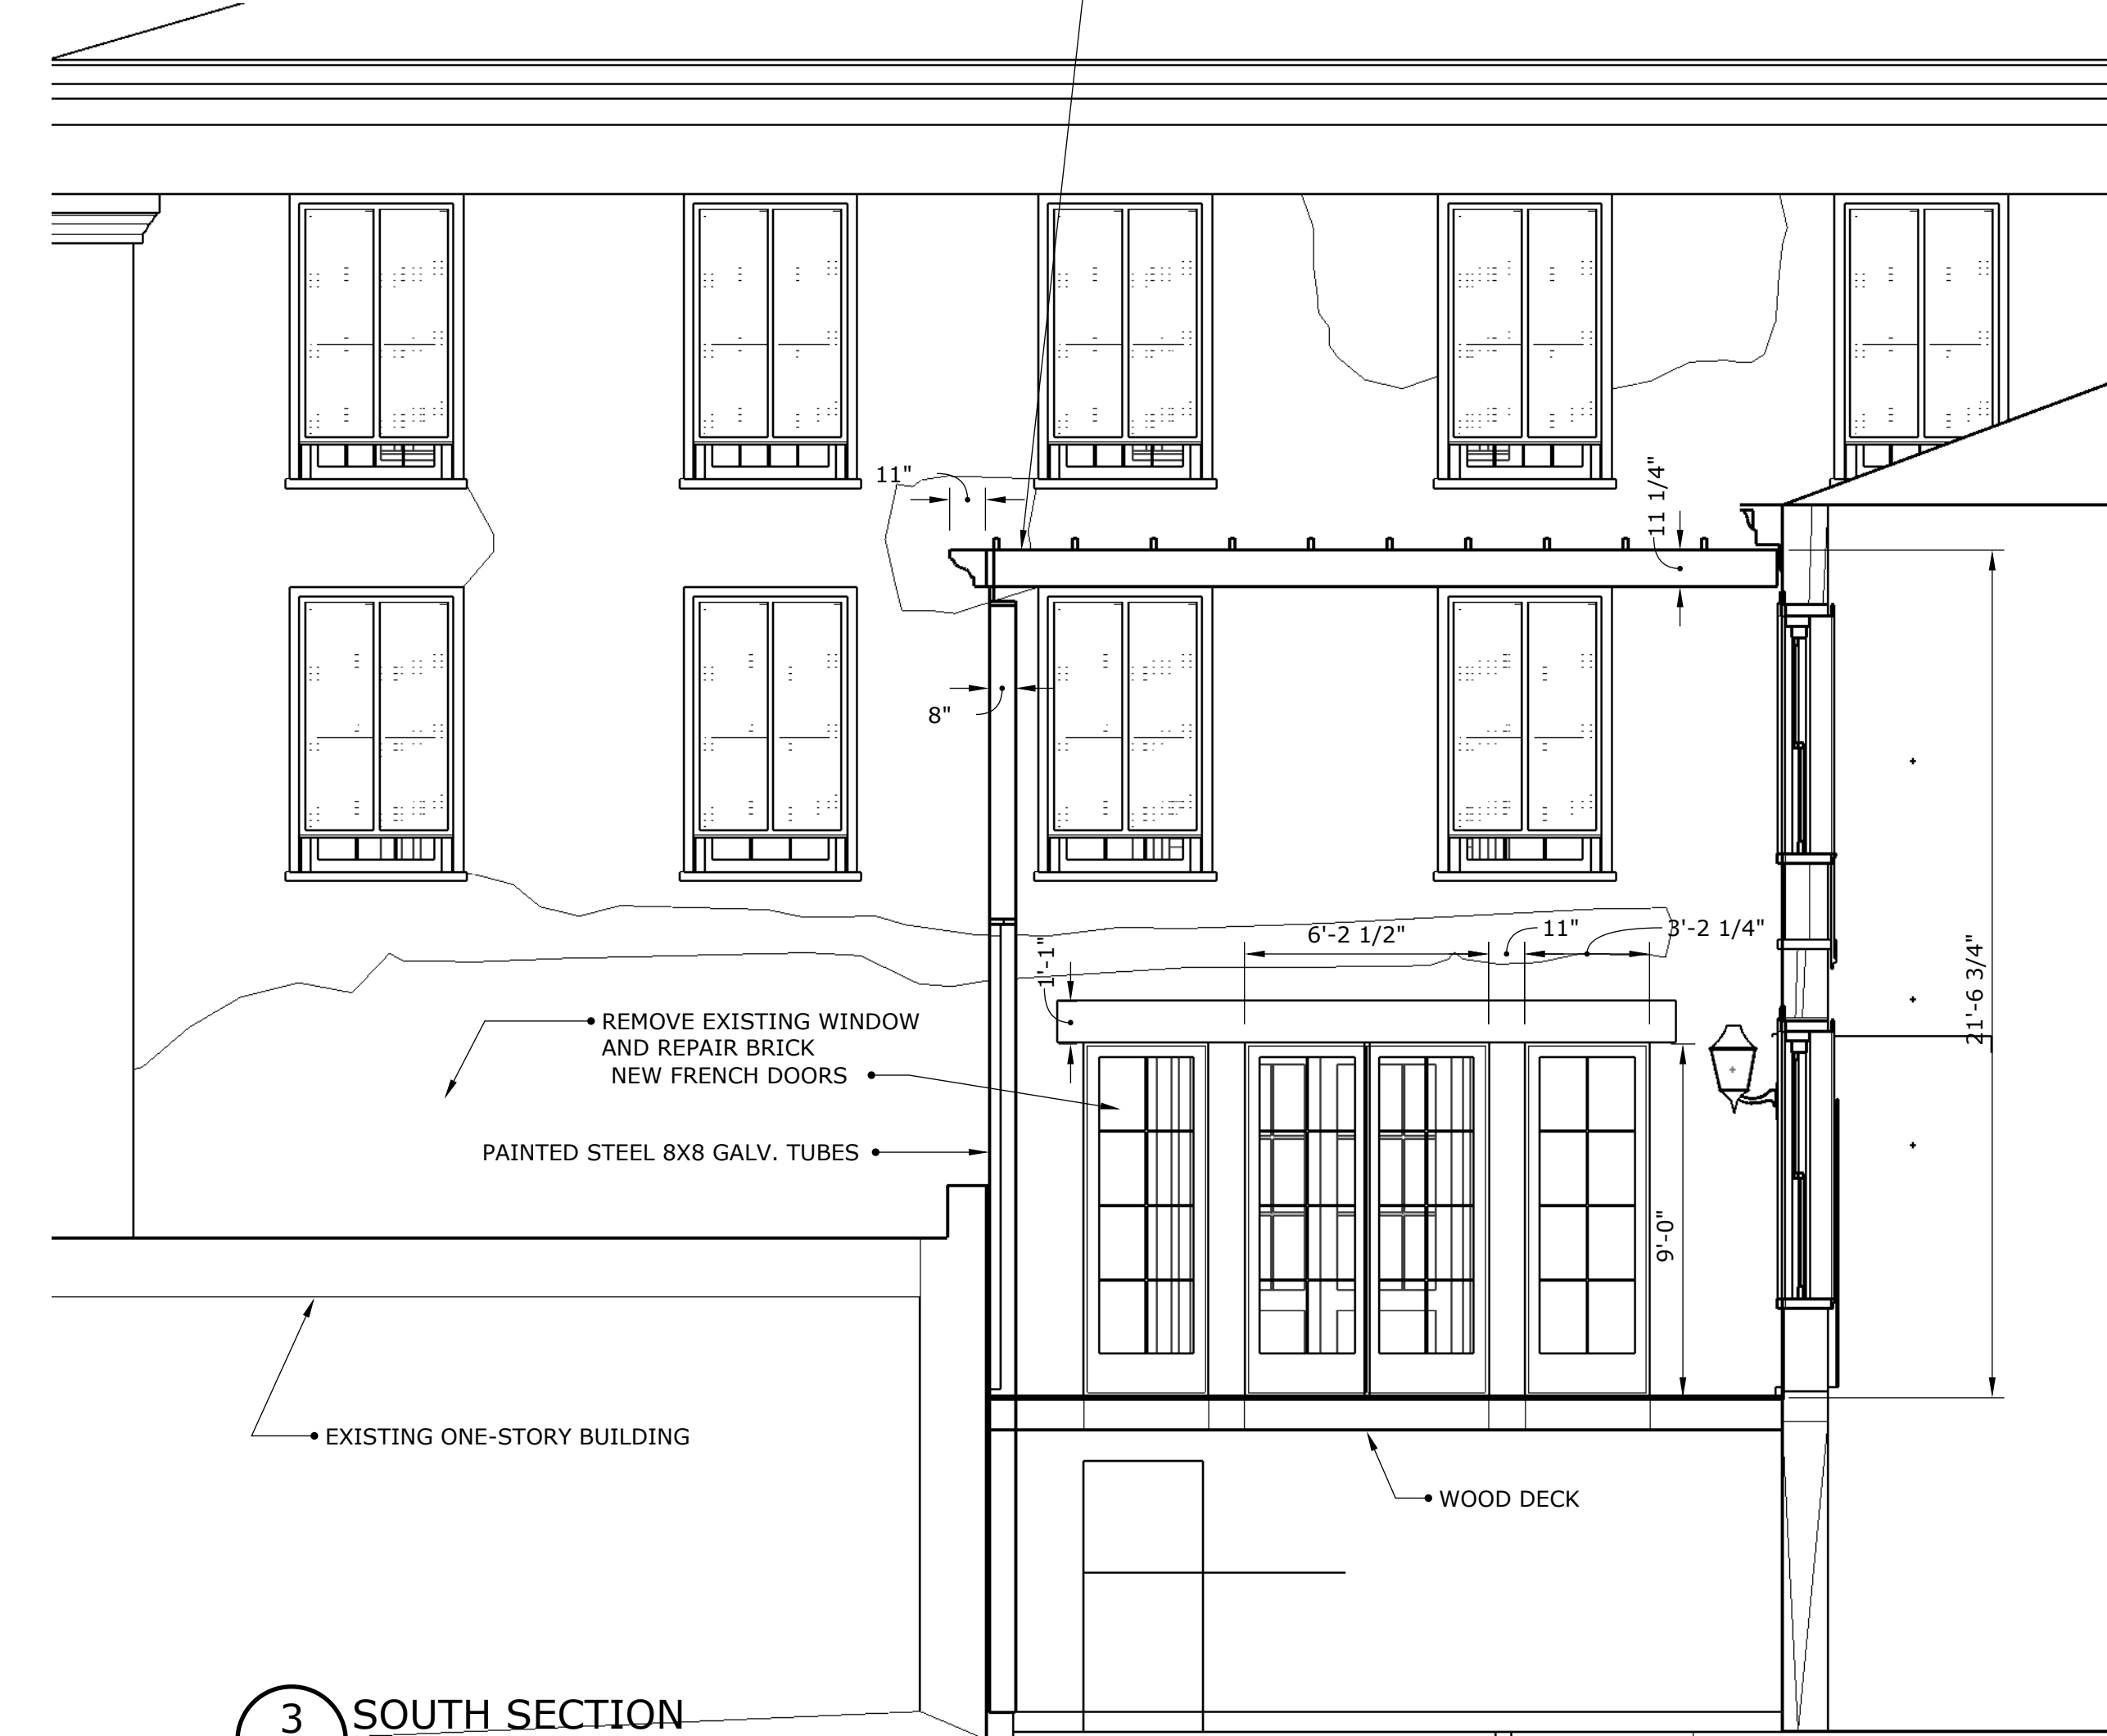 11"
11 1/4"
8"
6'-2 1/2"
11"
3'-2 1/4"
1'-1"
21'-6 3/4"
REMOVE EXISTING WINDOW
AND REPAIR BRICK
NEW FRENCH DOORS
PAINTED STEEL 8X8 GALV. TUBES
9'-0"
EXISTING ONE-STORY BUILDING
WOOD DECK
3
SOUTH SECTION